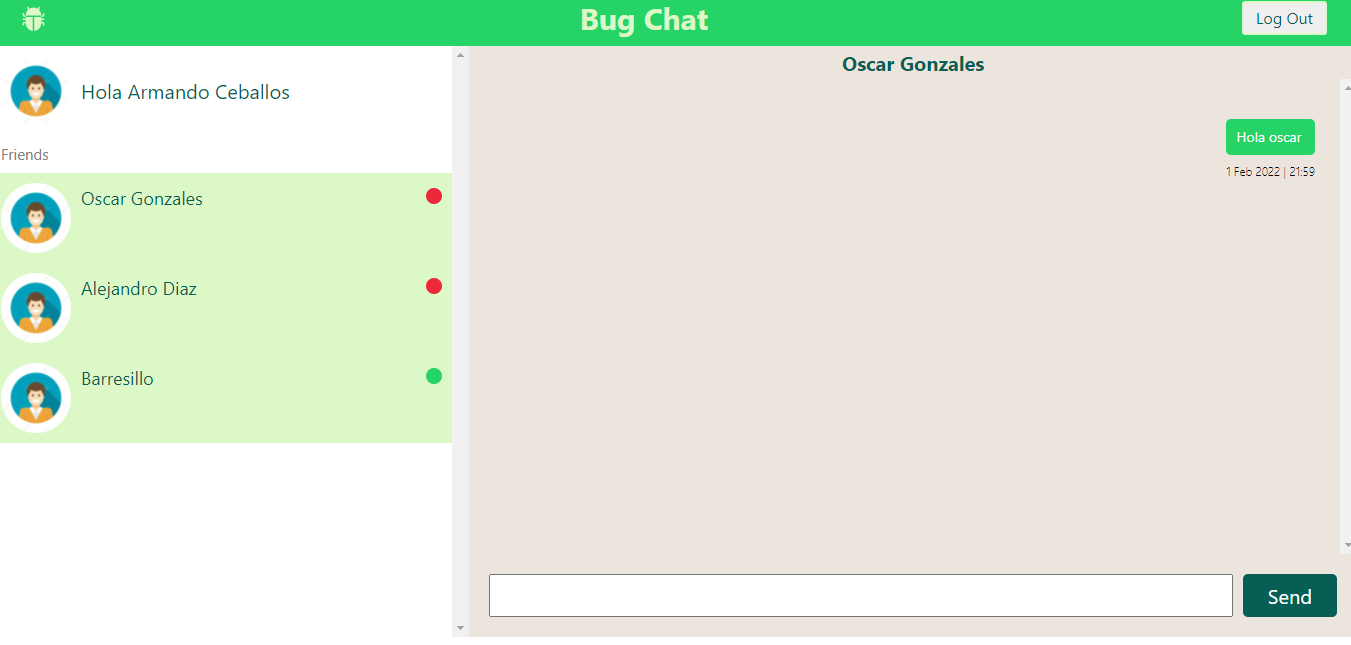 Bug Chat
Log Out
Hola Armando Ceballos
Friends
Oscar Gonzales
Alejandro Diaz
Barresillo
Oscar Gonzales
Hola oscar
1 Feb 2022 | 21:59
Send